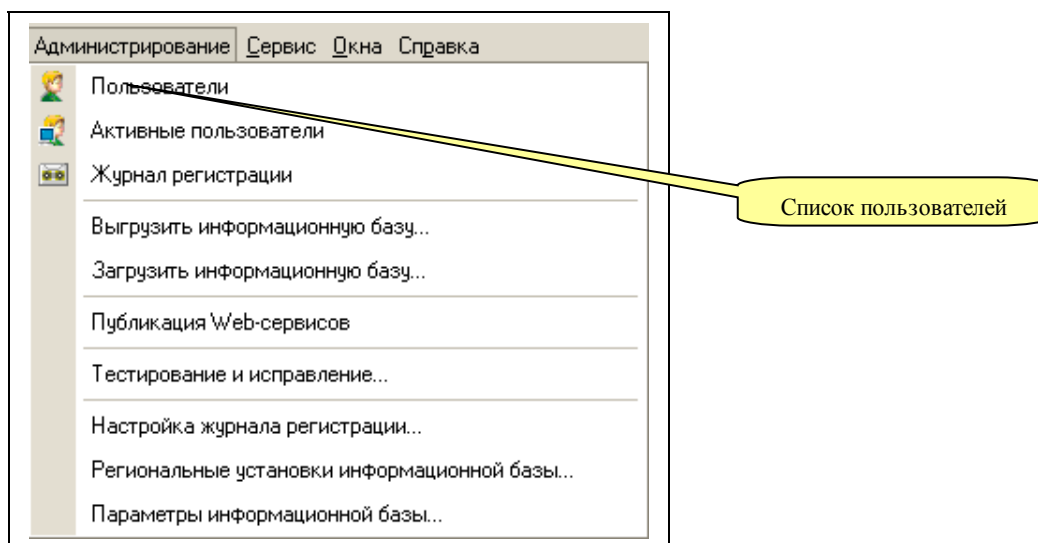 Администрирование Сервис Окна Справка
Пользователи
Активные пользователи
Журнал регистрации
Список пользователей
Выгрузить информационную базу...
Загрузить информационную базу...
Публикация Web-сервисов
Тестирование и исправление...
Настройка журнала регистрации...
Региональные установки информационной базы...
Параметры информационной базы...